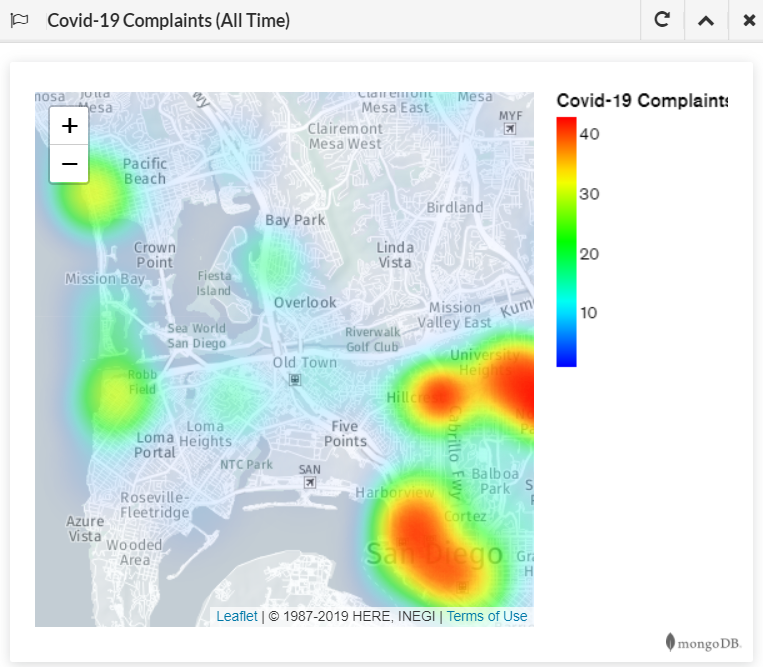 Covid-19 Complaints (All Time)
Covid-19 Complaints
40
30
20
10
+
−
Jolla
Mesa
Clairemont
Mesa East
Mesa
MYF
Clairemont
Mesa West
Pacific
Beach
Birdland
Bay Park
Crown
Point
Linda
Vista
Mission Bay
Fiesta
Island
Overlook
Mission
Valley East
Sea World
San Diego
Riverwalk
Golf Club
University
Heights
Old Town
Robb
Field
Loma
Portal
Loma
Heights
Five
Points
Cabrillo Fwy
NTC Park
SAN
Balboa
Park
Harborview
Roseville-
Fleetridge
Cortez
Azure
Vista
Wooded
Area
San Diego
Leaflet | © 1987-2019 HERE, INEGI | Terms of Use
mongoDB.